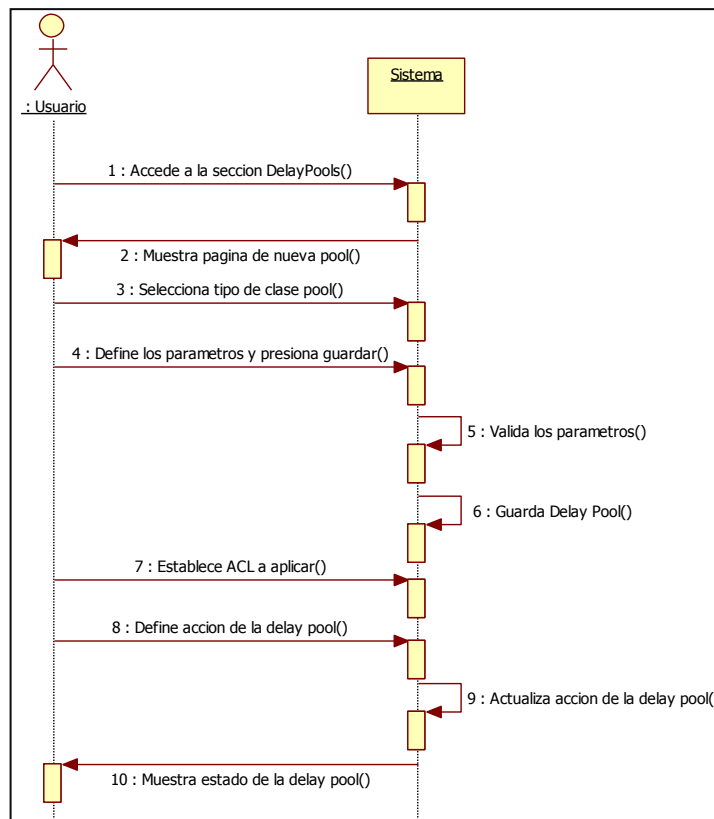 : Usuario
Sistema
1 : Accede a la seccion DelayPools()
2 : Muestra pagina de nueva pool()
3 : Selecciona tipo de clase pool()
4 : Define los parametros y presiona guardar()
5 : Valida los parametros()
6 : Guarda Delay Pool()
7 : Establece ACL a aplicar()
8 : Define accion de la delay pool()
9 : Actualiza accion de la delay pool(
10 : Muestra estado de la delay pool()